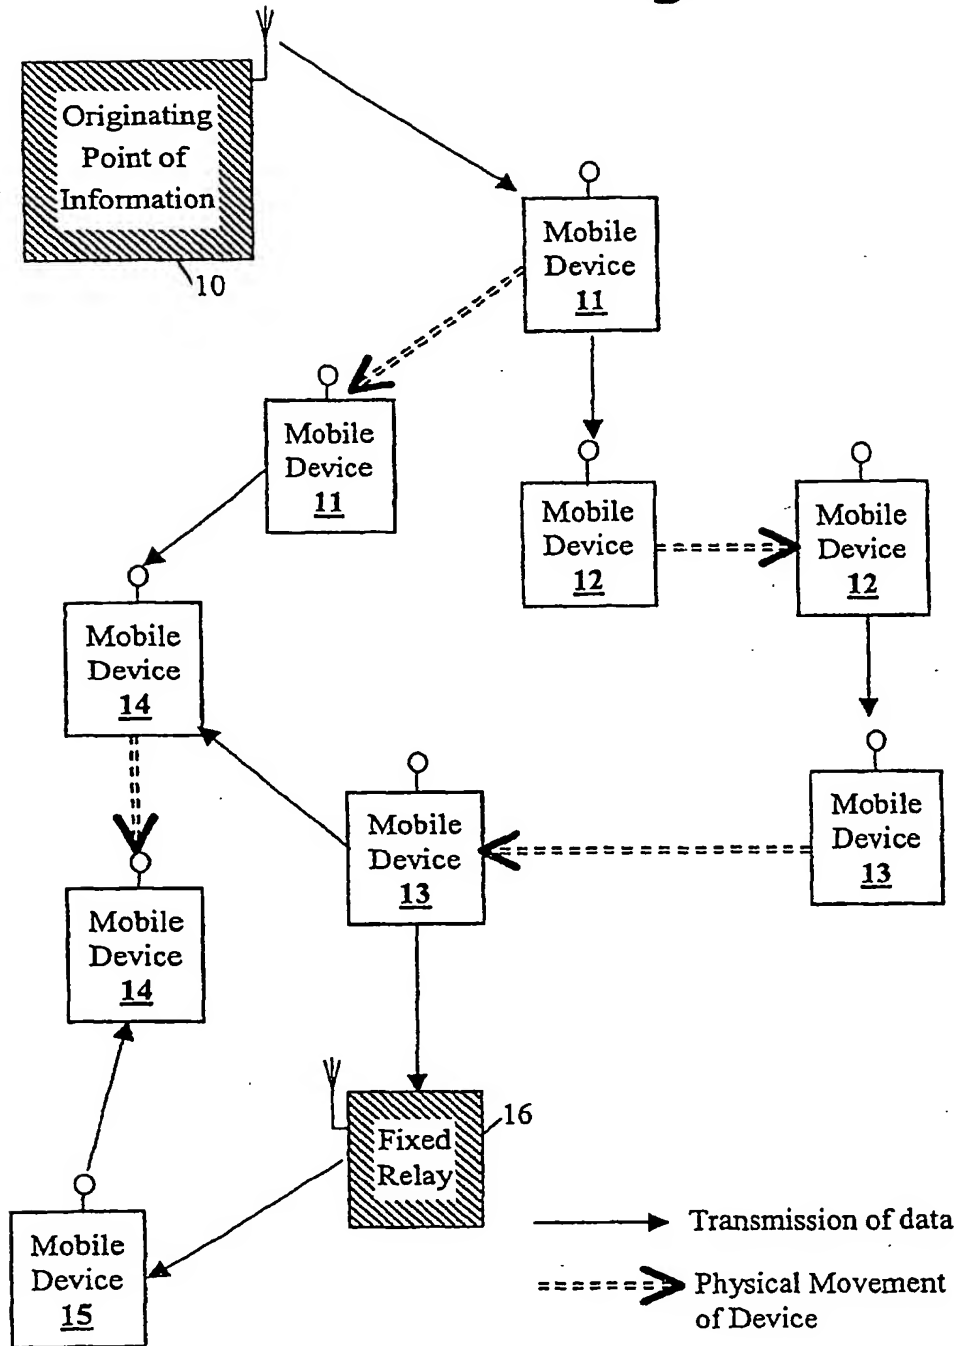 Originating
Point of
Information
10
Mobile
Device
11
Mobile
Device
11
Mobile
Device
12
Mobile
Device
12
Mobile
Device
14
Mobile
Device
13
Mobile
Device
13
Mobile
Device
14
Fixed
Relay
16
Mobile
Device
15
Transmission of data
Physical Movement
of Device